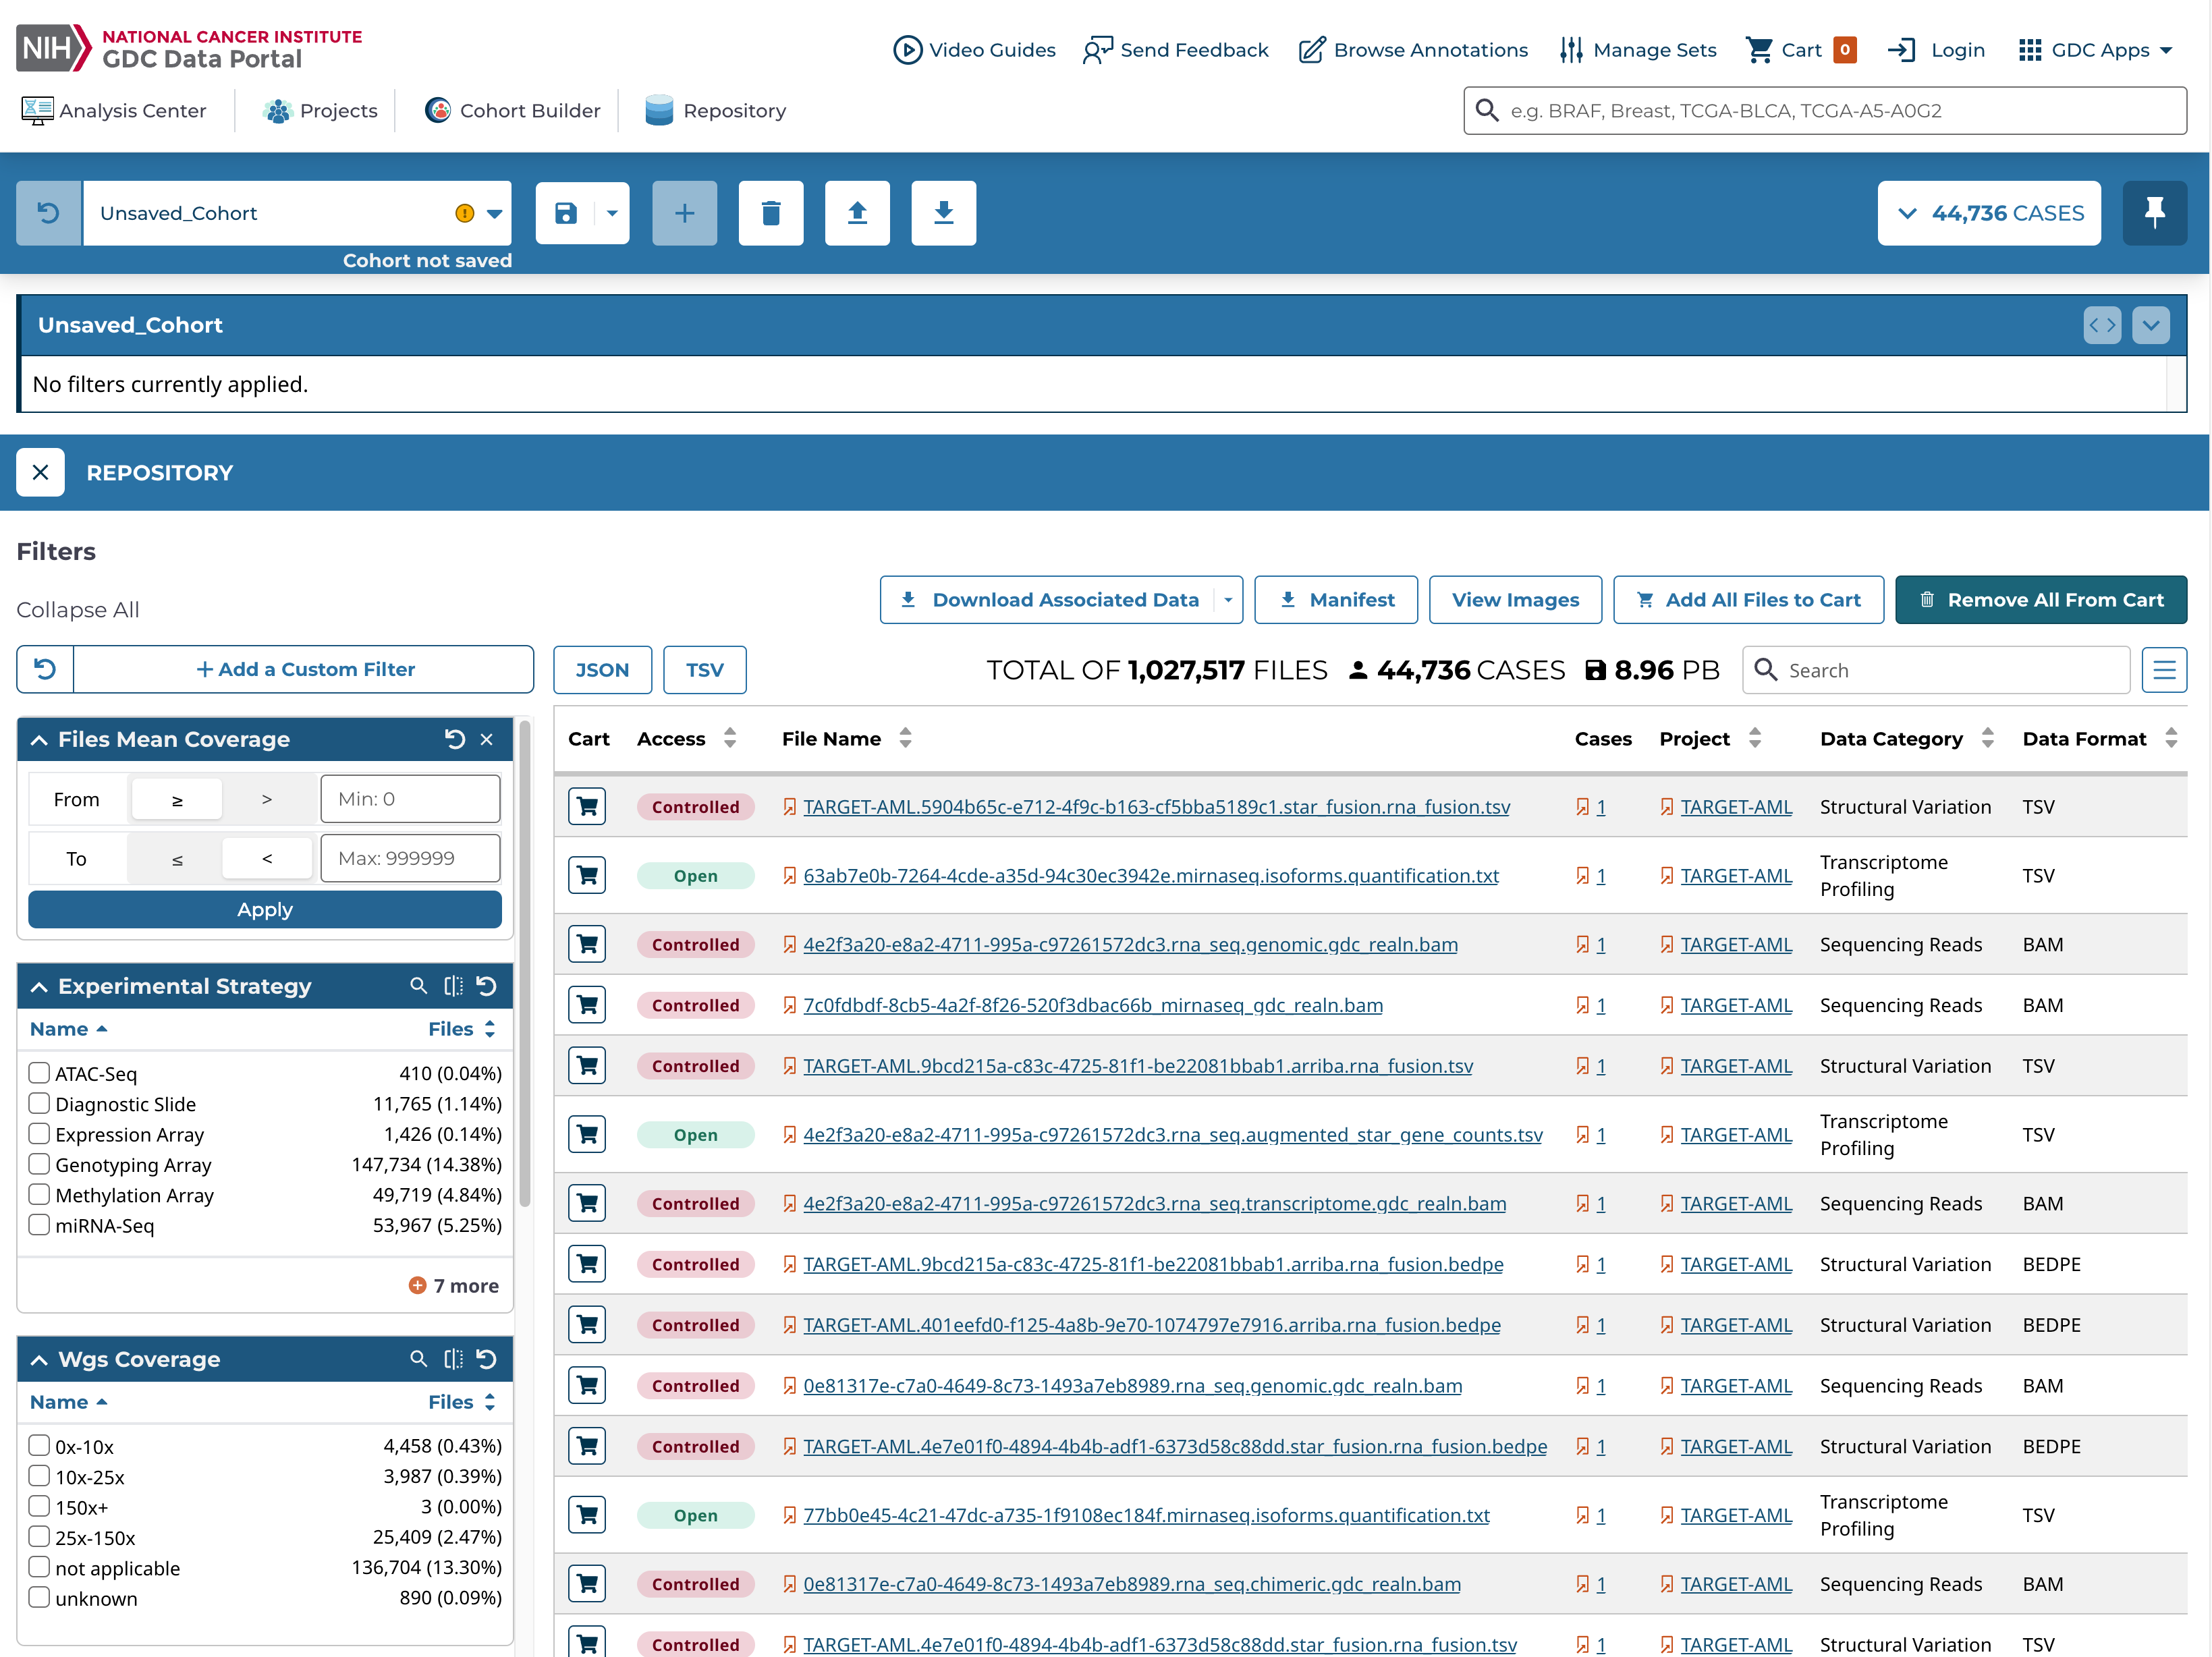 NIH NATIONAL CANCER INSTITUTE
GDC Data Portal
Video Guides Send Feedback Browse Annotations Manage Sets Cart 0 Login GDC Apps
Analysis Center Projects Cohort Builder Repository e.g. BRAF, Breast, TCGA-BLCA, TCGA-A5-A0G2
Unsaved_Cohort 44,736 CASES
Cohort not saved
Unsaved_Cohort
No filters currently applied.
REPOSITORY
Filters
Collapse All
Download Associated Data Manifest View Images Add All Files to Cart Remove All From Cart
+ Add a Custom Filter
JSON TSV TOTAL OF 1,027,517 FILES 44,736 CASES 8.96 PB Search
Files Mean Coverage
From ≥ > Min: 0
To ≤ < Max: 999999
Apply
Experimental Strategy
Name Files
ATAC-Seq 410 (0.04%)
Diagnostic Slide 11,765 (1.14%)
Expression Array 1,426 (0.14%)
Genotyping Array 147,734 (14.38%)
Methylation Array 49,719 (4.84%)
miRNA-Seq 53,967 (5.25%)
7 more
Wgs Coverage
Name Files
0x-10x 4,458 (0.43%)
10x-25x 3,987 (0.39%)
150x+ 3 (0.00%)
25x-150x 25,409 (2.47%)
not applicable 136,704 (13.30%)
unknown 890 (0.09%)
Cart Access File Name Cases Project Data Category Data Format
Controlled TARGET-AML.5904b65c-e712-4f9c-b163-cf5bba5189c1.star_fusion.rna_fusion.tsv 1 TARGET-AML Structural Variation TSV
Open 63ab7e0b-7264-4cde-a35d-94c30ec3942e.mirnaseq.isoforms.quantification.txt 1 TARGET-AML Transcriptome Profiling TSV
Controlled 4e2f3a20-e8a2-4711-995a-c97261572dc3.rna_seq.genomic.gdc_realn.bam 1 TARGET-AML Sequencing Reads BAM
Controlled 7c0fdbdf-8cb5-4a2f-8f26-520f3dbac66b_mirnaseq_gdc_realn.bam 1 TARGET-AML Sequencing Reads BAM
Controlled TARGET-AML.9bcd215a-c83c-4725-81f1-be22081bbab1.arriba.rna_fusion.tsv 1 TARGET-AML Structural Variation TSV
Open 4e2f3a20-e8a2-4711-995a-c97261572dc3.rna_seq.augmented_star_gene_counts.tsv 1 TARGET-AML Transcriptome Profiling TSV
Controlled 4e2f3a20-e8a2-4711-995a-c97261572dc3.rna_seq.transcriptome.gdc_realn.bam 1 TARGET-AML Sequencing Reads BAM
Controlled TARGET-AML.9bcd215a-c83c-4725-81f1-be22081bbab1.arriba.rna_fusion.bedpe 1 TARGET-AML Structural Variation BEDPE
Controlled TARGET-AML.401eefd0-f125-4a8b-9e70-1074797e7916.arriba.rna_fusion.bedpe 1 TARGET-AML Structural Variation BEDPE
Controlled 0e81317e-c7a0-4649-8c73-1493a7eb8989.rna_seq.genomic.gdc_realn.bam 1 TARGET-AML Sequencing Reads BAM
Controlled TARGET-AML.4e7e01f0-4894-4b4b-adf1-6373d58c88dd.star_fusion.rna_fusion.bedpe 1 TARGET-AML Structural Variation BEDPE
Open 77bb0e45-4c21-47dc-a735-1f9108ec184f.mirnaseq.isoforms.quantification.txt 1 TARGET-AML Transcriptome Profiling TSV
Controlled 0e81317e-c7a0-4649-8c73-1493a7eb8989.rna_seq.chimeric.gdc_realn.bam 1 TARGET-AML Sequencing Reads BAM
Controlled TARGET-AML.4e7e01f0-4894-4b4b-adf1-6373d58c88dd.star_fusion.rna_fusion.tsv 1 TARGET-AML Structural Variation TSV